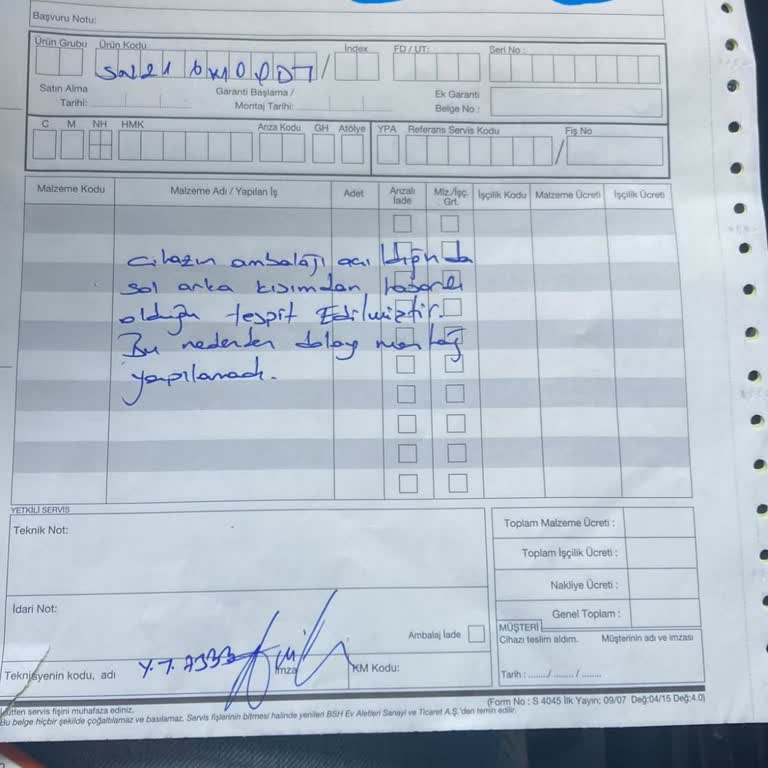 Başvuru Notu:
Ürün Grubu Ürün Kodu Index FD / UT: Seri No :
/
Satın Alma Tarihi: Garanti Başlama / Montaj Tarihi: Ek Garanti Belge No :
C M NH HMK Arıza Kodu GH Atölye YPA Referans Servis Kodu Fiş No
/
Malzeme Kodu Malzeme Adı / Yapılan İş Adet Arızalı İade Mlz./İşç. Grt. İşçilik Kodu Malzeme Ücreti İşçilik Ücreti
Cihazın ambalajı açıldığında
sol arka kısımdan hasarlı
olduğu tespit Edilmiştir.
Bu nedenden dolayı montaj
yapılamadı.
YETKİLİ SERVİS
Teknik Not:
Toplam Malzeme Ücreti :
Toplam İşçilik Ücreti :
Nakliye Ücreti :
Genel Toplam :
İdari Not:
Ambalaj İade
MÜŞTERİ
Cihazı teslim aldım. Müşterinin adı ve imzası
Tarih : ....../....../......
Teknisyenin kodu, adı İmza KM Kodu:
Lütfen servis fişini muhafaza ediniz.
(Form No : S 4045 İlk Yayın; 09/07 Değ:04/15 Değ:4.0)
Bu belge hiçbir şekilde çoğaltılamaz ve basılamaz. Servis fişlerinin bitmesi halinde yenileri BSH Ev Aletleri Sanayi ve Ticaret A.Ş.'den temin edilir.